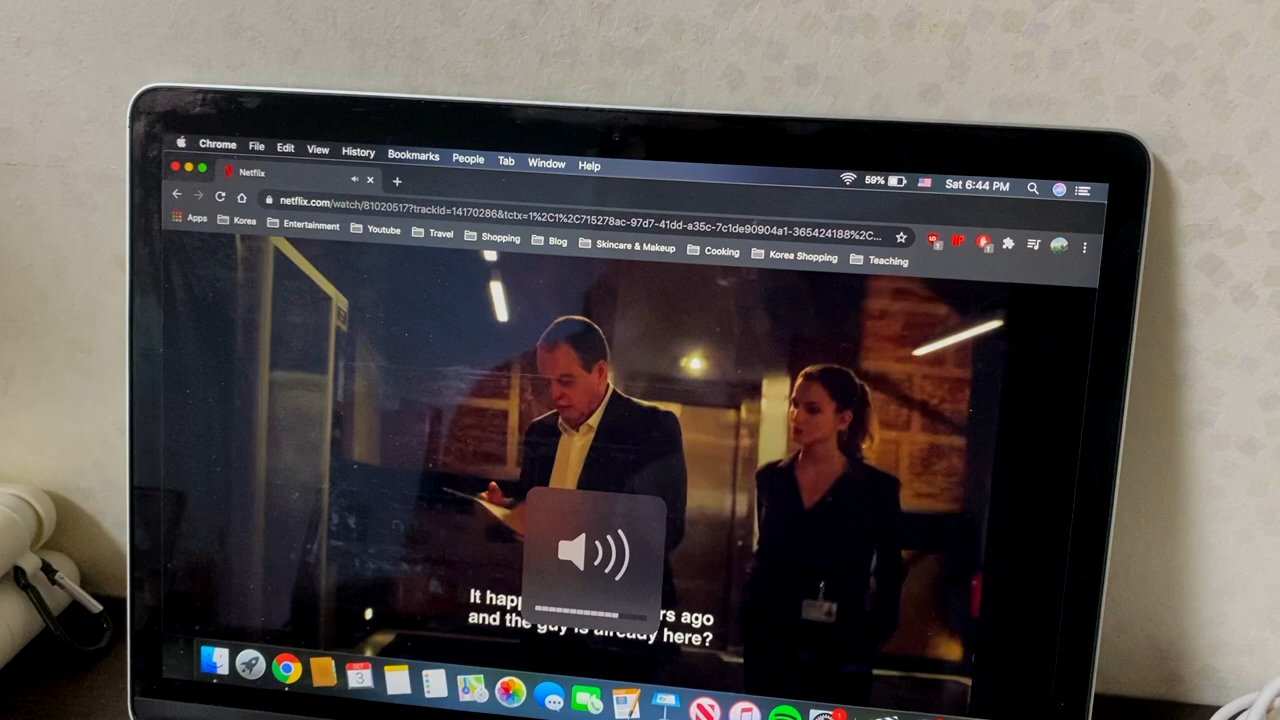 Chrome File Edit View History Bookmarks People Tab Window Help 59% Sat 6:44 PM
Netflix
netflix.com/watch/81020517?trackId=14170286&tctx=1%2C1%2C715278ac-97d7-41dd-a35c-7c1de90904a1-365424188%2C...
Apps Korea Entertainment Youtube Travel Shopping Blog Skincare & Makeup Cooking Korea Shopping Teaching
It rs ago
and the guy is already here?
OCT
3